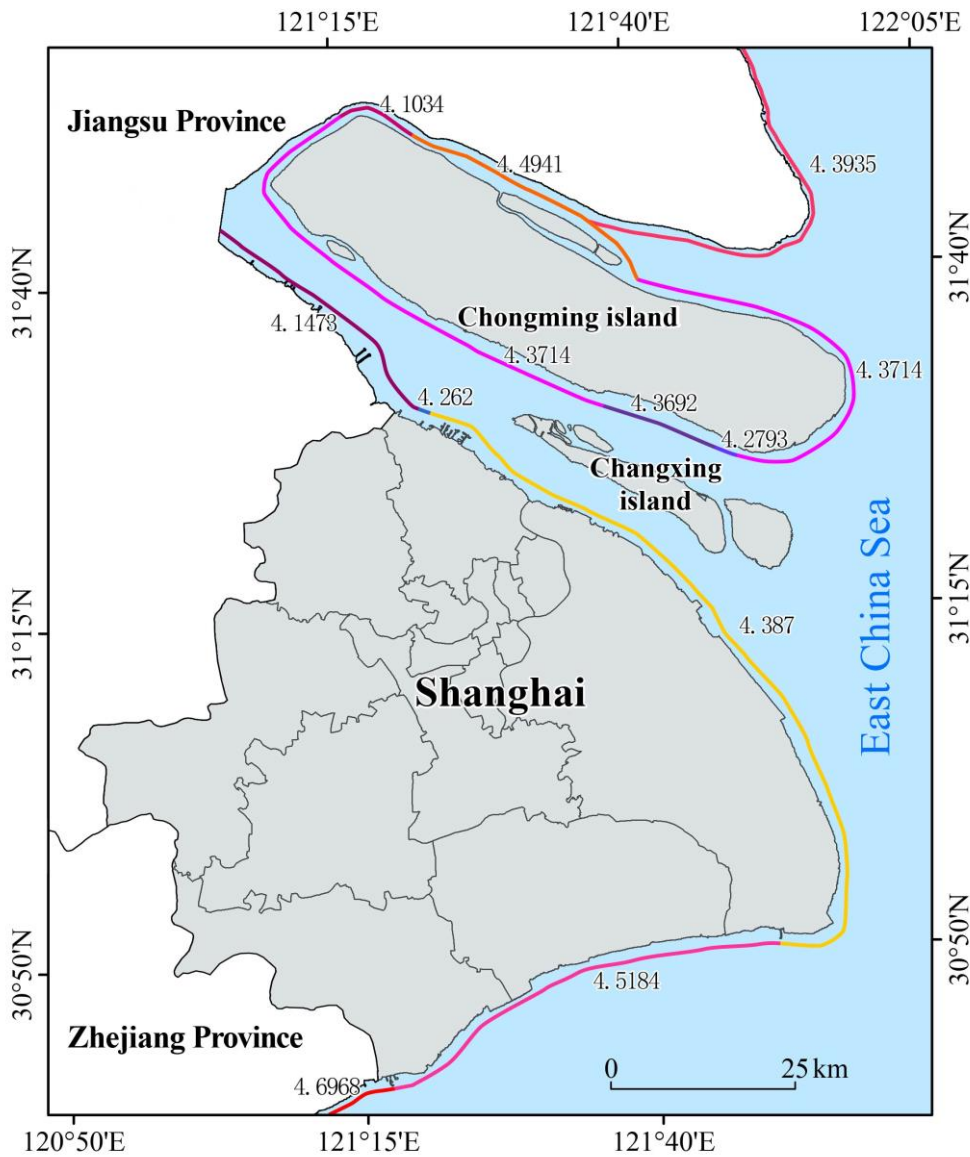 121°15'E
121°40'E
122°05'E
4.1034
Jiangsu Province
4.4941
4.3935
31°40'N
31°40'N
4.1473
Chongming island
4.3714
4.3714
4.262
4.3692
4.2793
Changxing
island
East China Sea
31°15'N
31°15'N
4.387
Shanghai
30°50'N
30°50'N
4.5184
Zhejiang Province
4.6968
0
25 km
120°50'E
121°15'E
121°40'E